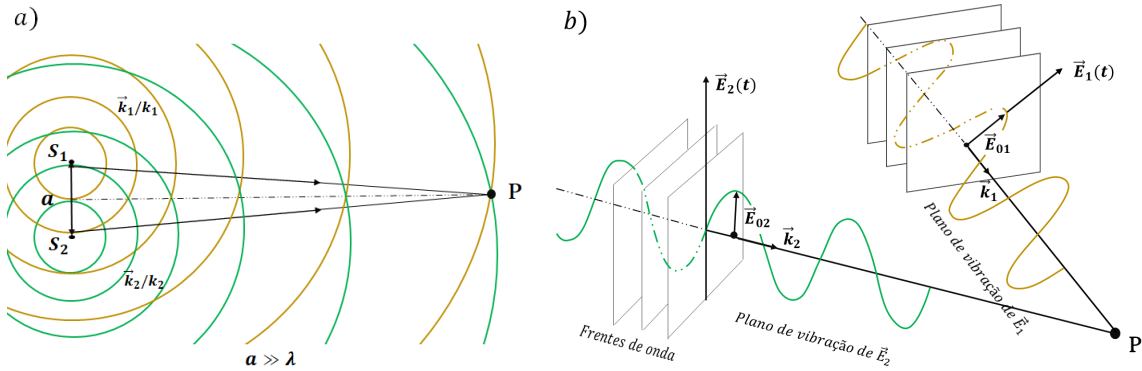 a)
k⃗₁/k₁
S₁
a
S₂
k⃗₂/k₂
P
a ≫ λ
b)
E⃗₂(t)
E⃗₀₂
k⃗₂
Frentes de onda
Plano de vibração de E⃗₂
E⃗₁(t)
E⃗₀₁
k⃗₁
Plano de vibração de E⃗₁
P